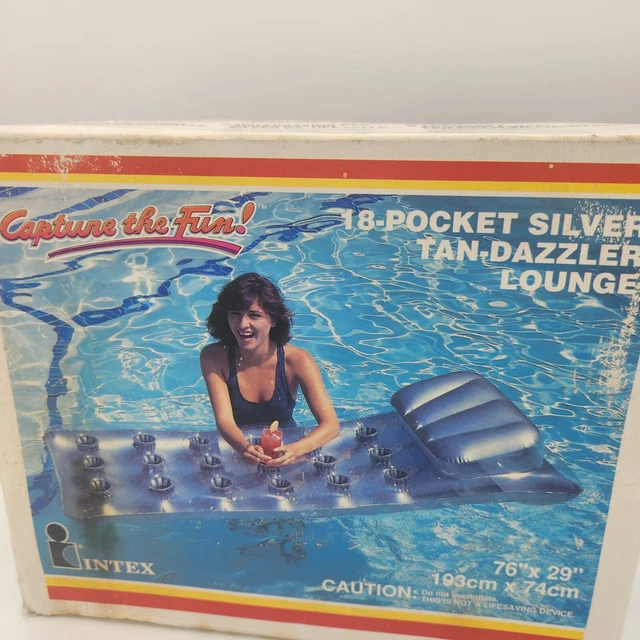 Capture the Fun!
18-POCKET SILVER
TAN-DAZZLER
LOUNGE
INTEX
76" x 29"
193cm x 74cm
CAUTION - Do not overinflate.
THIS IS NOT A LIFESAVING DEVICE.